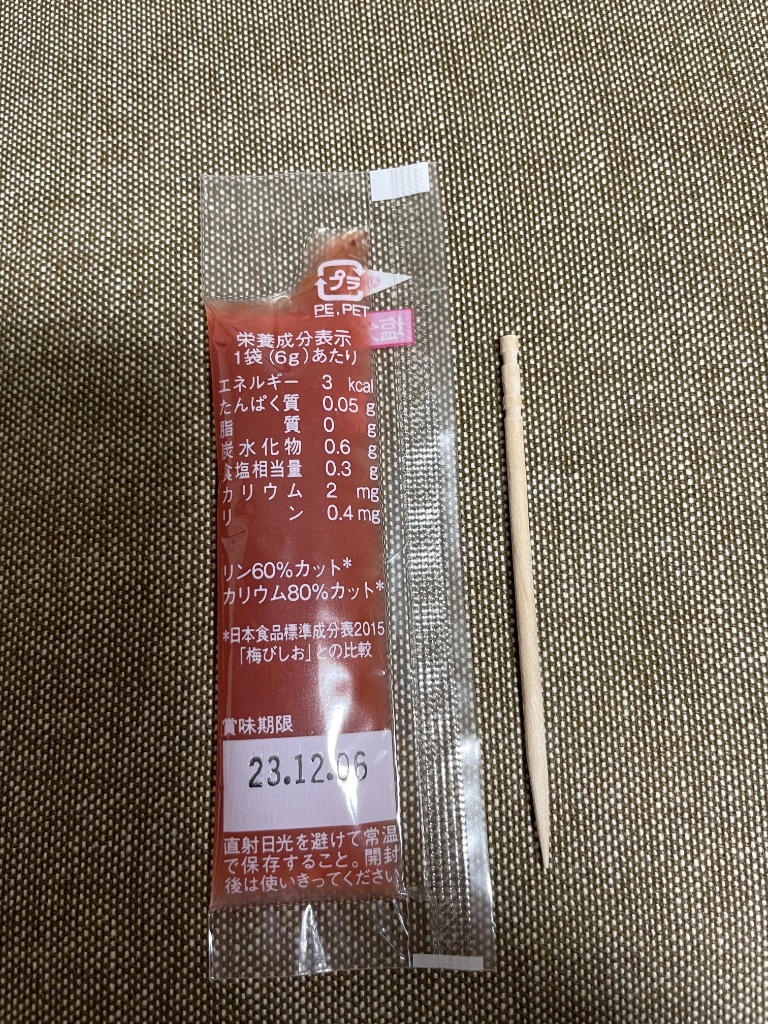 プラ
PE,PET
塩
栄養成分表示
1袋(6g)あたり
エネルギー 3 kcal
たんぱく質 0.05 g
脂質 0 g
炭水化物 0.6 g
食塩相当量 0.3 g
カリウム 2 mg
リン 0.4mg
リン60%カット*
カリウム80%カット*
*日本食品標準成分表2015
「梅びしお」との比較
賞味期限
23.12.06
直射日光を避けて常温
で保存すること。開封
後は使いきってください